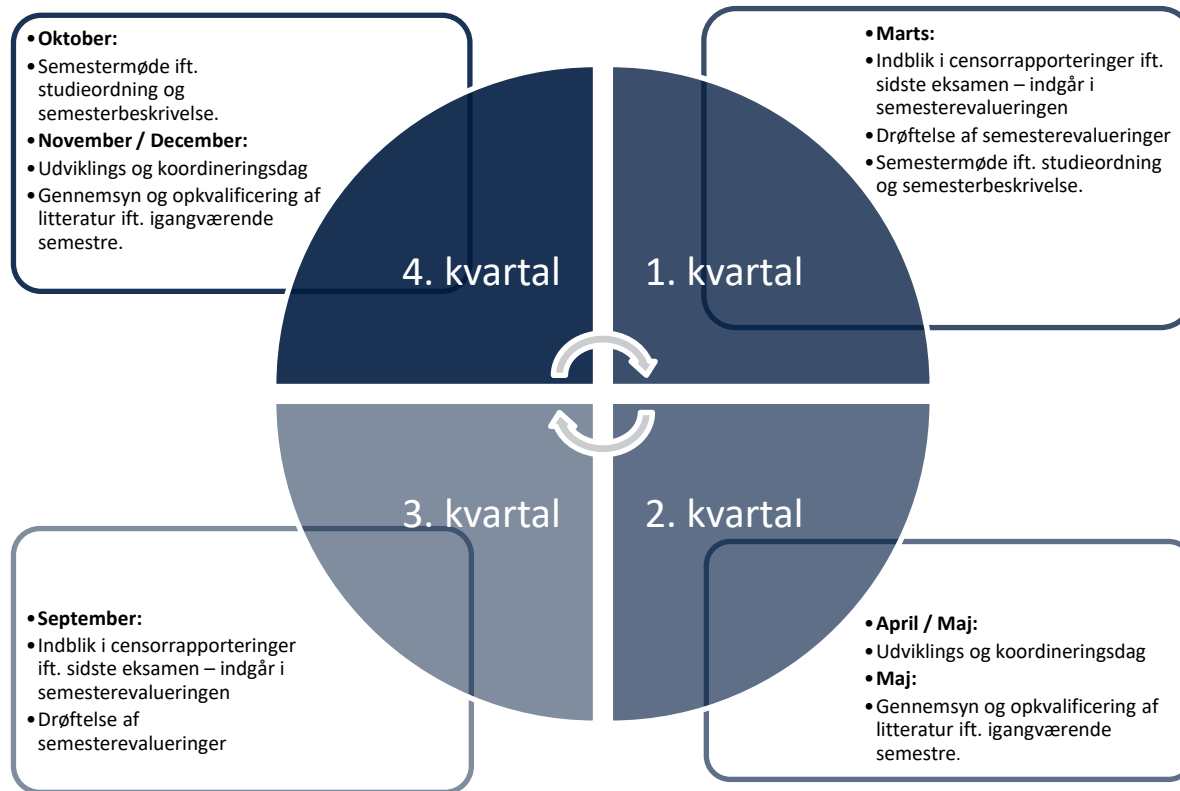 •Oktober:
•Semestermøde ift.
studieordning og
semesterbeskrivelse.
•November / December:
•Udviklings og koordineringsdag
•Gennemsyn og opkvalificering af
litteratur ift. igangværende
semestre.
•Marts:
•Indblik i censorrapporteringer ift.
sidste eksamen – indgår i
semesterevalueringen
•Drøftelse af semesterevalueringer
•Semestermøde ift. studieordning
og semesterbeskrivelse.
4. kvartal
1. kvartal
3. kvartal
2. kvartal
•September:
•Indblik i censorrapporteringer
ift. sidste eksamen – indgår i
semesterevalueringen
•Drøftelse af
semesterevalueringer
•April / Maj:
•Udviklings og koordineringsdag
•Maj:
•Gennemsyn og opkvalificering af
litteratur ift. igangværende
semestre.